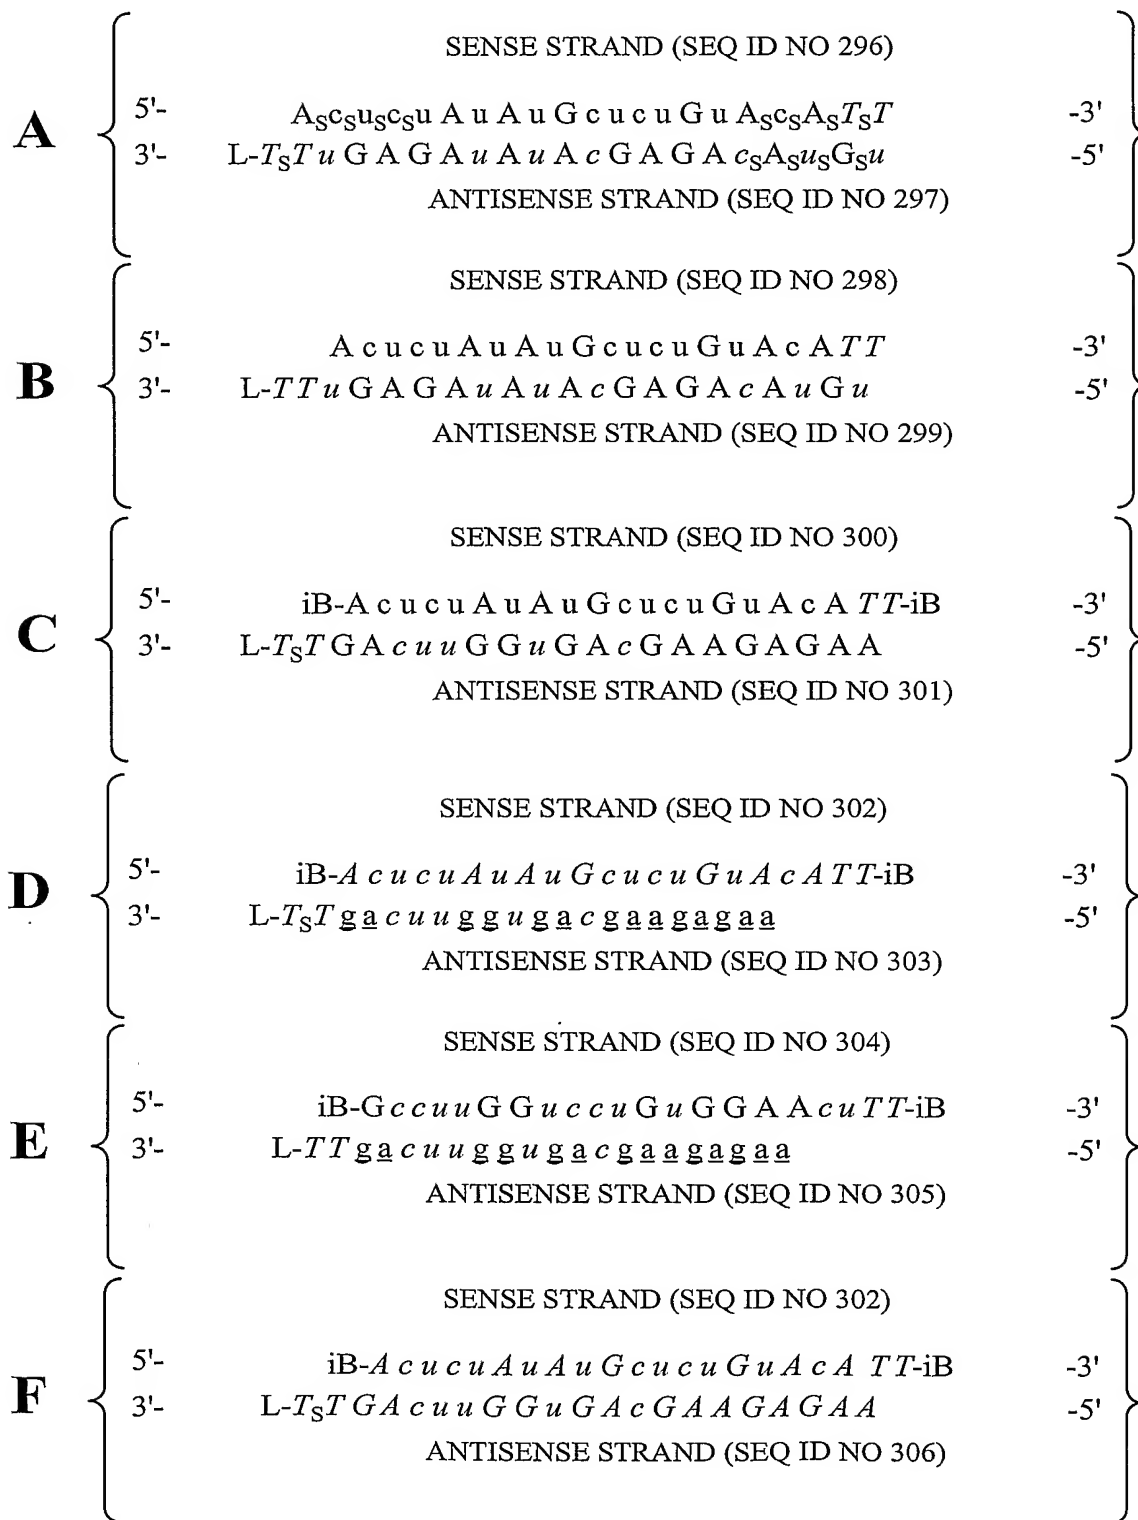 SENSE STRAND (SEQ ID NO 296)
A
5'- AScSuScSu A u A u G c u c u G u AScSASTST -3'
3'- L-TSTu G A G A u A u A c G A G A cSASuSGSu -5'
ANTISENSE STRAND (SEQ ID NO 297)
SENSE STRAND (SEQ ID NO 298)
B
5'- A c u c u A u A u G c u c u G u A c A T T -3'
3'- L-T T u G A G A u A u A c G A G A c A u G u -5'
ANTISENSE STRAND (SEQ ID NO 299)
SENSE STRAND (SEQ ID NO 300)
C
5'- iB-A c u c u A u A u G c u c u G u A c A TT-iB -3'
3'- L-TST G A c u u G G u G A c G A A G A G A A -5'
ANTISENSE STRAND (SEQ ID NO 301)
SENSE STRAND (SEQ ID NO 302)
D
5'- iB-A c u c u A u A u G c u c u G u A c A T T-iB -3'
3'- L-TST g a c u u g g u g a c g a a g a g a a -5'
ANTISENSE STRAND (SEQ ID NO 303)
SENSE STRAND (SEQ ID NO 304)
E
5'- iB-G c c u u G G u c c u G u G G A A c u T T-iB -3'
3'- L-T T g a c u u g g u g a c g a a g a g a a -5'
ANTISENSE STRAND (SEQ ID NO 305)
SENSE STRAND (SEQ ID NO 302)
F
5'- iB-A c u c u A u A u G c u c u G u A c A T T-iB -3'
3'- L-TST G A c u u G G u G A c G A A G A G A A -5'
ANTISENSE STRAND (SEQ ID NO 306)